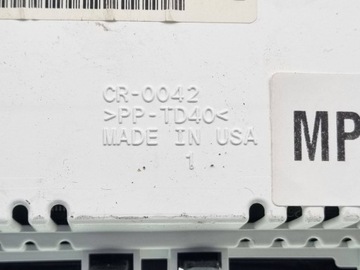 CR-0042
>PP-TD40<
MADE IN USA
1
MP